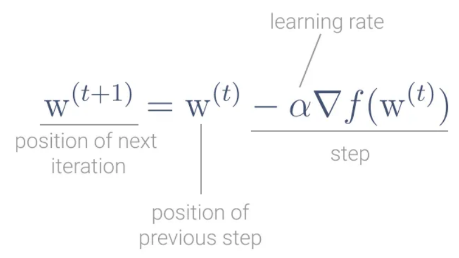 learning rate
w^{(t+1)} = w^{(t)} − α∇f(w^{(t)})
position of next
iteration
step
position of
previous step